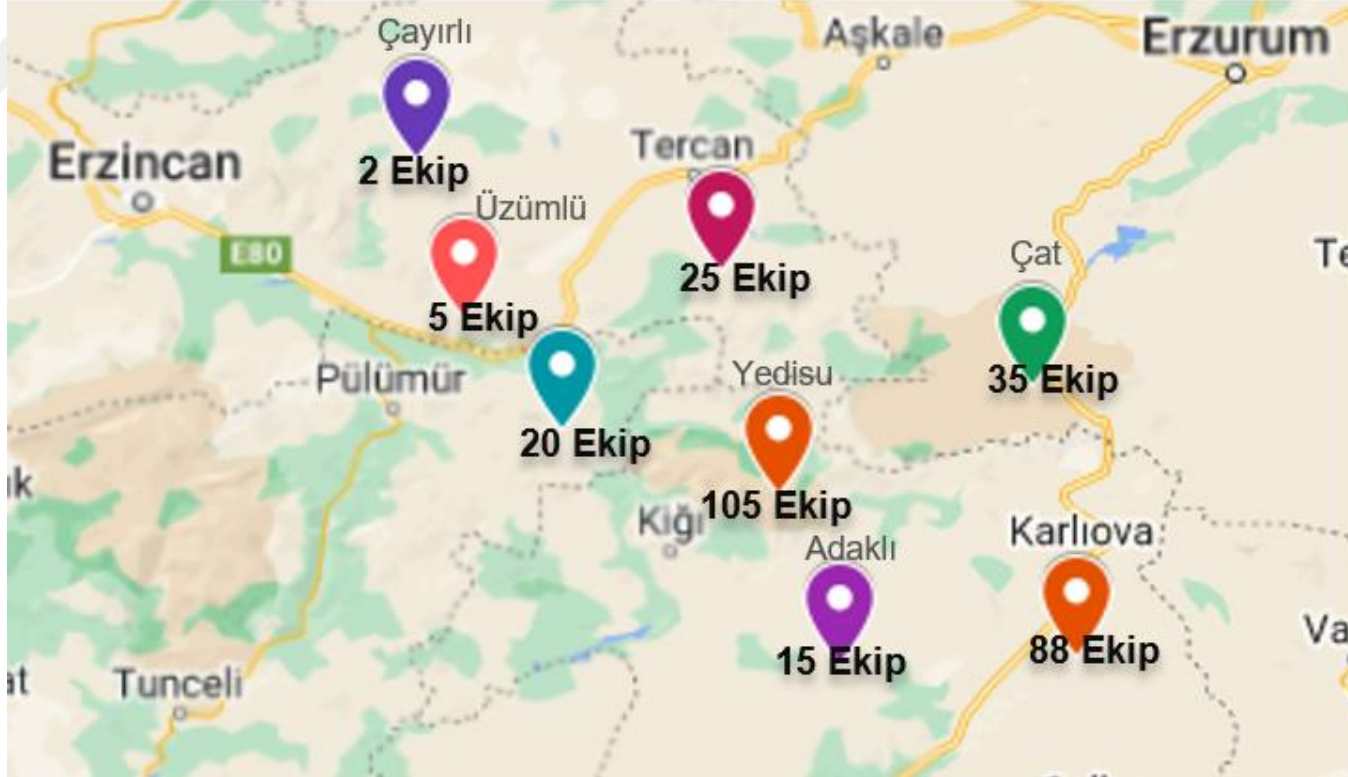 Çayırlı
Aşkale
Erzurum
Erzincan
2 Ekip
Tercan
Üzümlü
E80
25 Ekip
Çat
5 Ekip
Pülümür
Yedisu
35 Ekip
20 Ekip
105 Ekip
Kiğı
Karlıova
Adaklı
15 Ekip
88 Ekip
Tunceli